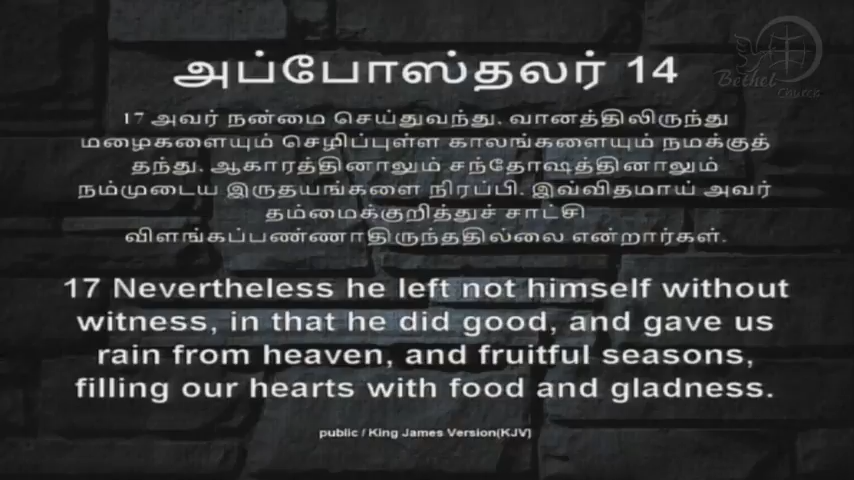 அப்போஸ்தலர் 14
Bethel
Church
17 அவர் நன்மை செய்துவந்து. வானத்திலிருந்து
மழைகளையும் செழிப்புள்ள காலங்களையும் நமக்குத்
தந்து. ஆகாரத்தினாலும் சந்தோஷத்தினாலும்
நம்முடைய இருதயங்களை நிரப்பி. இவ்விதமாய் அவர்
தம்மைக்குறித்துச் சாட்சி
விளங்கப்பண்ணாதிருந்ததில்லை என்றார்கள்.
17 Nevertheless he left not himself without
witness, in that he did good, and gave us
rain from heaven, and fruitful seasons,
filling our hearts with food and gladness.
public / King James Version(KJV)